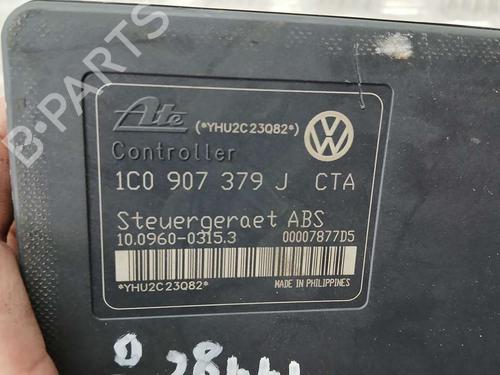 Ate (*YHU2C23Q82*)
Controller
1C0 907 379 J CTA
Steuergeraet ABS
10.0960-0315.3 00007877D5
*YHU2C23Q82*
MADE IN PHILIPPINES
B-PARTS